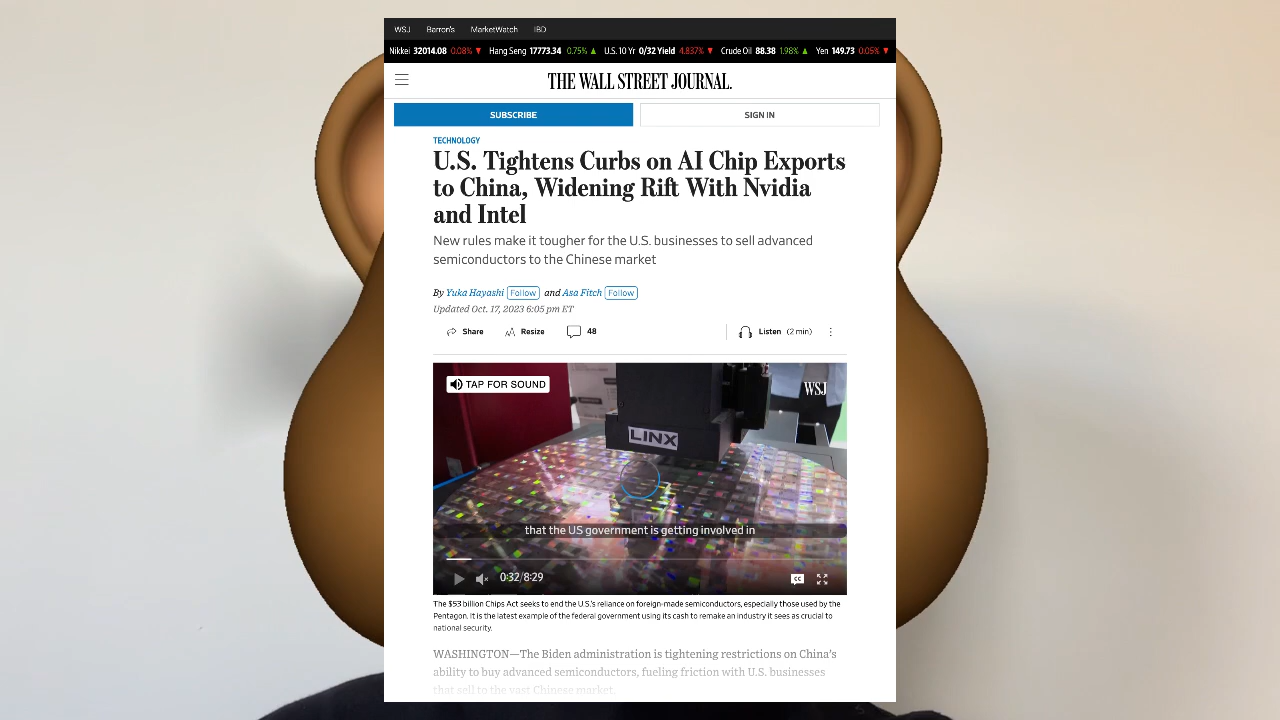 WSJ Barron's MarketWatch IBD
Nikkei 32014.08 0.08% ▼ Hang Seng 17773.34 0.75% ▲ U.S. 10 Yr 0/32 Yield 4.837% ▼ Crude Oil 88.38 1.98% ▲ Yen 149.73 0.05% ▼
THE WALL STREET JOURNAL.
SUBSCRIBE SIGN IN
TECHNOLOGY
U.S. Tightens Curbs on AI Chip Exports
to China, Widening Rift With Nvidia
and Intel
New rules make it tougher for the U.S. businesses to sell advanced
semiconductors to the Chinese market
By Yuka Hayashi Follow and Asa Fitch Follow
Updated Oct. 17, 2023 6:05 pm ET
Share AA Resize 48 Listen (2 min)
TAP FOR SOUND
WSJ
LINX
that the US government is getting involved in
0:32/8:29
CC
The $53 billion Chips Act seeks to end the U.S.'s reliance on foreign-made semiconductors, especially those used by the
Pentagon. It is the latest example of the federal government using its cash to remake an industry it sees as crucial to
national security.
WASHINGTON—The Biden administration is tightening restrictions on China's
ability to buy advanced semiconductors, fueling friction with U.S. businesses
that sell to the vast Chinese market.